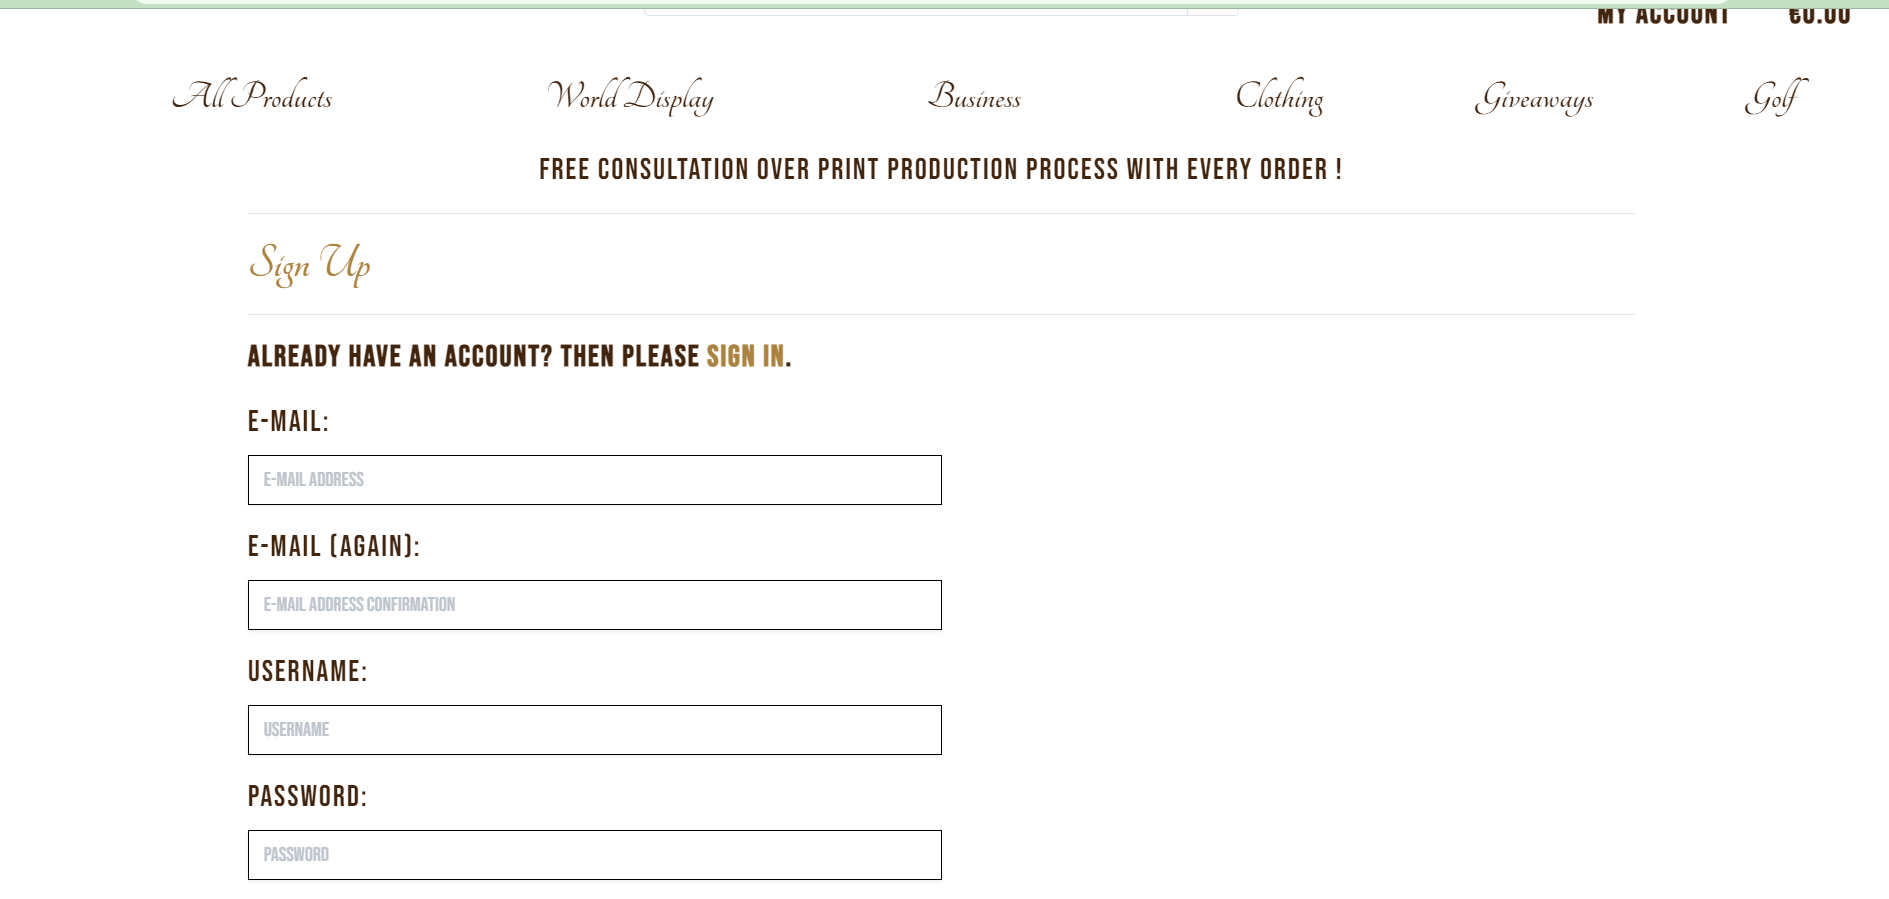 MY ACCOUNT €0.00
All Products World Display Business Clothing Giveaways Golf
FREE CONSULTATION OVER PRINT PRODUCTION PROCESS WITH EVERY ORDER !
Sign Up
ALREADY HAVE AN ACCOUNT? THEN PLEASE SIGN IN.
E-MAIL:
E-MAIL ADDRESS
E-MAIL (AGAIN):
E-MAIL ADDRESS CONFIRMATION
USERNAME:
USERNAME
PASSWORD:
PASSWORD